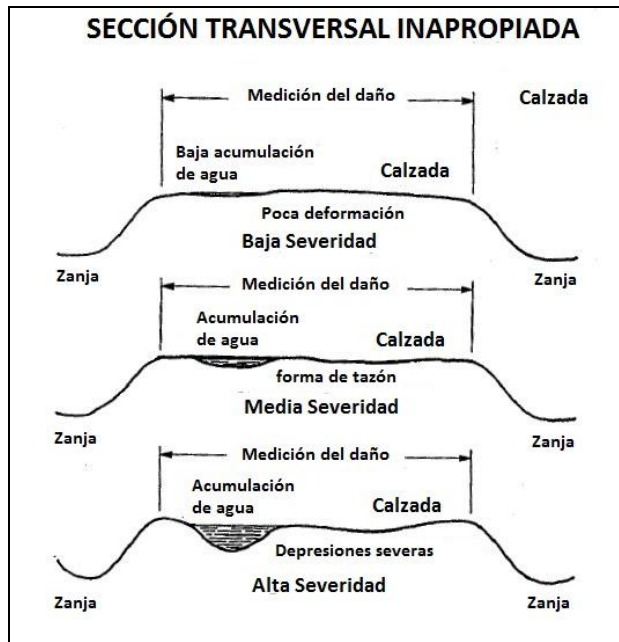 SECCIÓN TRANSVERSAL INAPROPIADA
Medición del daño
Calzada
Baja acumulación
de agua
Calzada
Poca deformación
Baja Severidad
Zanja
Zanja
Medición del daño
Acumulación
de agua
Calzada
forma de tazón
Media Severidad
Zanja
Zanja
Medición del daño
Acumulación
de agua
Calzada
Depresiones severas
Alta Severidad
Zanja
Zanja